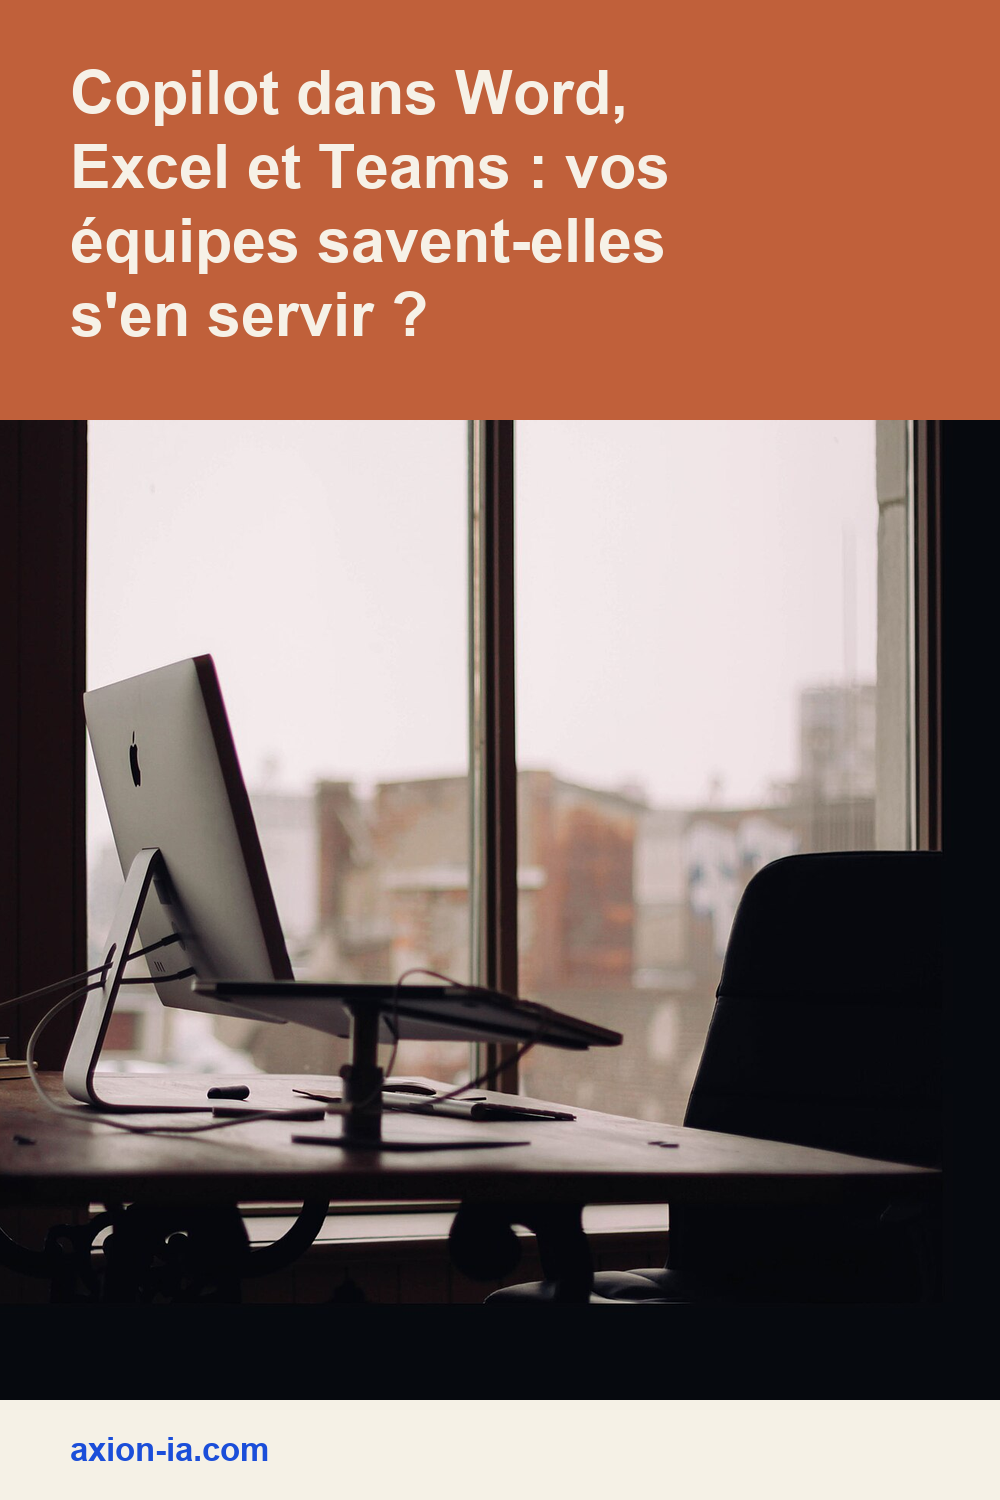 Copilot dans Word,
Excel et Teams : vos
équipes savent-elles
s'en servir ?
axion-ia.com